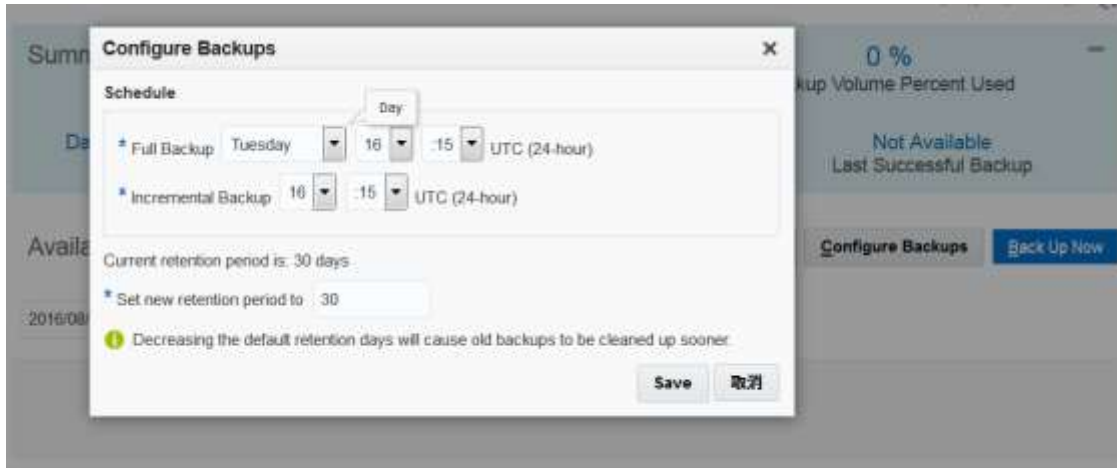 Configure Backups
Summ
0 %
kup Volume Percent Used
Schedule
Day
* Full Backup Tuesday 16 :15 UTC (24-hour)
Not Available
Last Successful Backup
* Incremental Backup 16 :15 UTC (24-hour)
Availa
Configure Backups
Back Up Now
Current retention period is: 30 days
* Set new retention period to 30
2016/08/
Decreasing the default retention days will cause old backups to be cleaned up sooner.
Save 取消